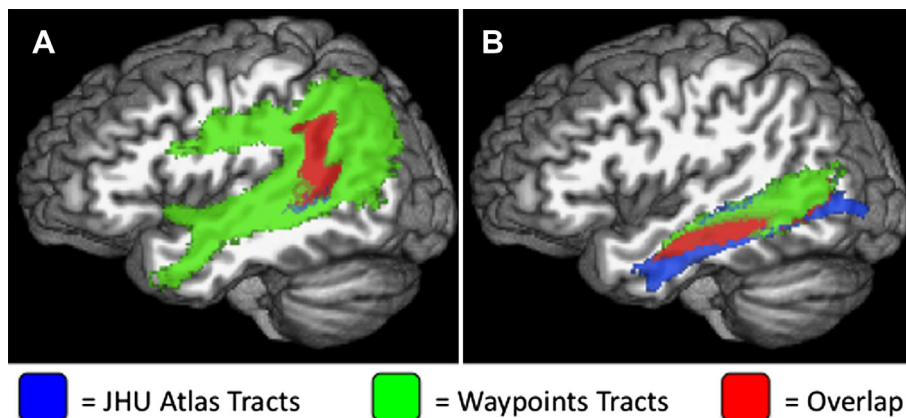 A B
= JHU Atlas Tracts = Waypoints Tracts = Overlap